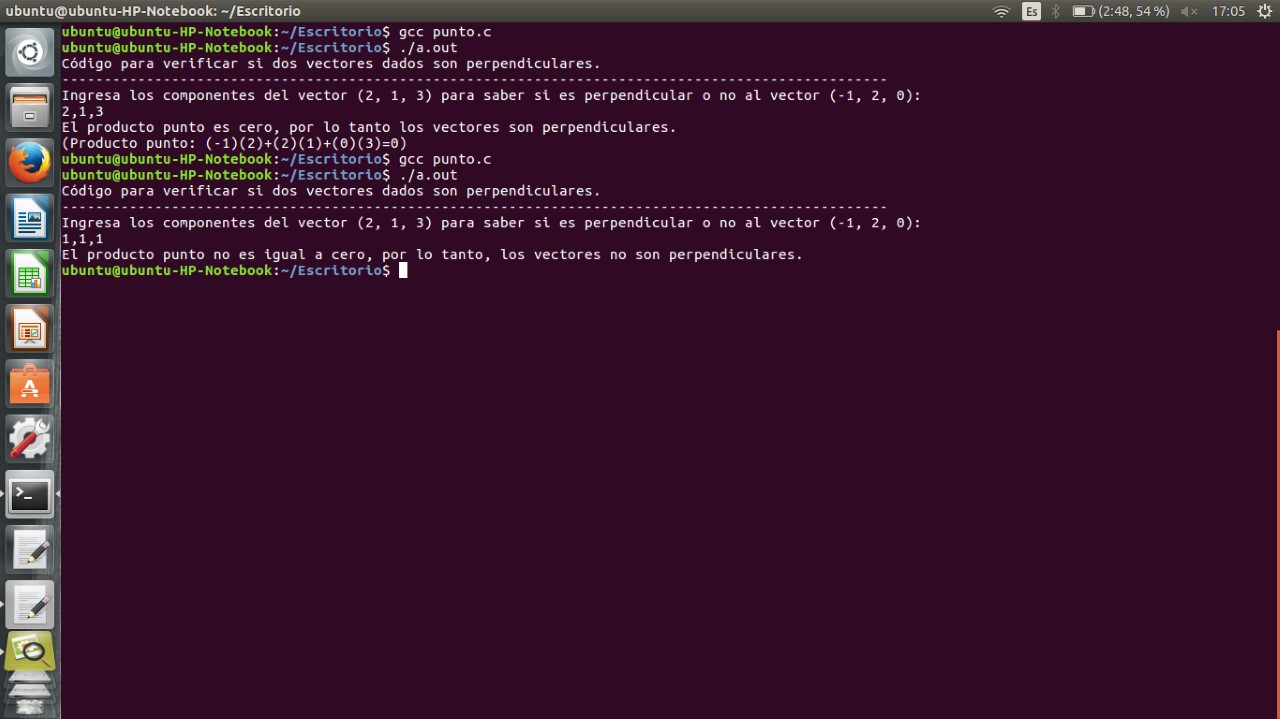 ubuntu@ubuntu-HP-Notebook: ~/Escritorio
Es
(2:48, 54 %)
17:05
ubuntu@ubuntu-HP-Notebook:~/Escritorio$ gcc punto.c
ubuntu@ubuntu-HP-Notebook:~/Escritorio$ ./a.out
Código para verificar si dos vectores dados son perpendiculares.
--------------------------------------------------------------------------------------------------
Ingresa los componentes del vector (2, 1, 3) para saber si es perpendicular o no al vector (-1, 2, 0):
2,1,3
El producto punto es cero, por lo tanto los vectores son perpendiculares.
(Producto punto: (-1)(2)+(2)(1)+(0)(3)=0)
ubuntu@ubuntu-HP-Notebook:~/Escritorio$ gcc punto.c
ubuntu@ubuntu-HP-Notebook:~/Escritorio$ ./a.out
Código para verificar si dos vectores dados son perpendiculares.
--------------------------------------------------------------------------------------------------
Ingresa los componentes del vector (2, 1, 3) para saber si es perpendicular o no al vector (-1, 2, 0):
1,1,1
El producto punto no es igual a cero, por lo tanto, los vectores no son perpendiculares.
ubuntu@ubuntu-HP-Notebook:~/Escritorio$